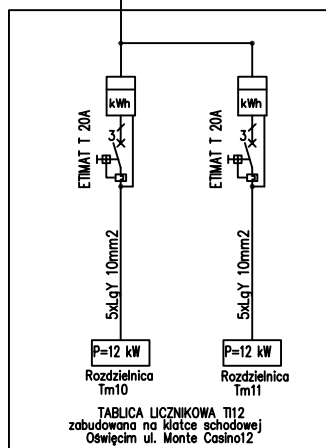 kWh
kWh
3
3
ETIMAT T 20A
ETIMAT T 20A
5xLgY 10mm2
5xLgY 10mm2
P=12 kW
P=12 kW
Rozdzielnica
Tm10
Rozdzielnica
Tm11
TABLICA LICZNIKOWA Tl12
zabudowana na klatce schodowej
Oświęcim ul. Monte Casino12